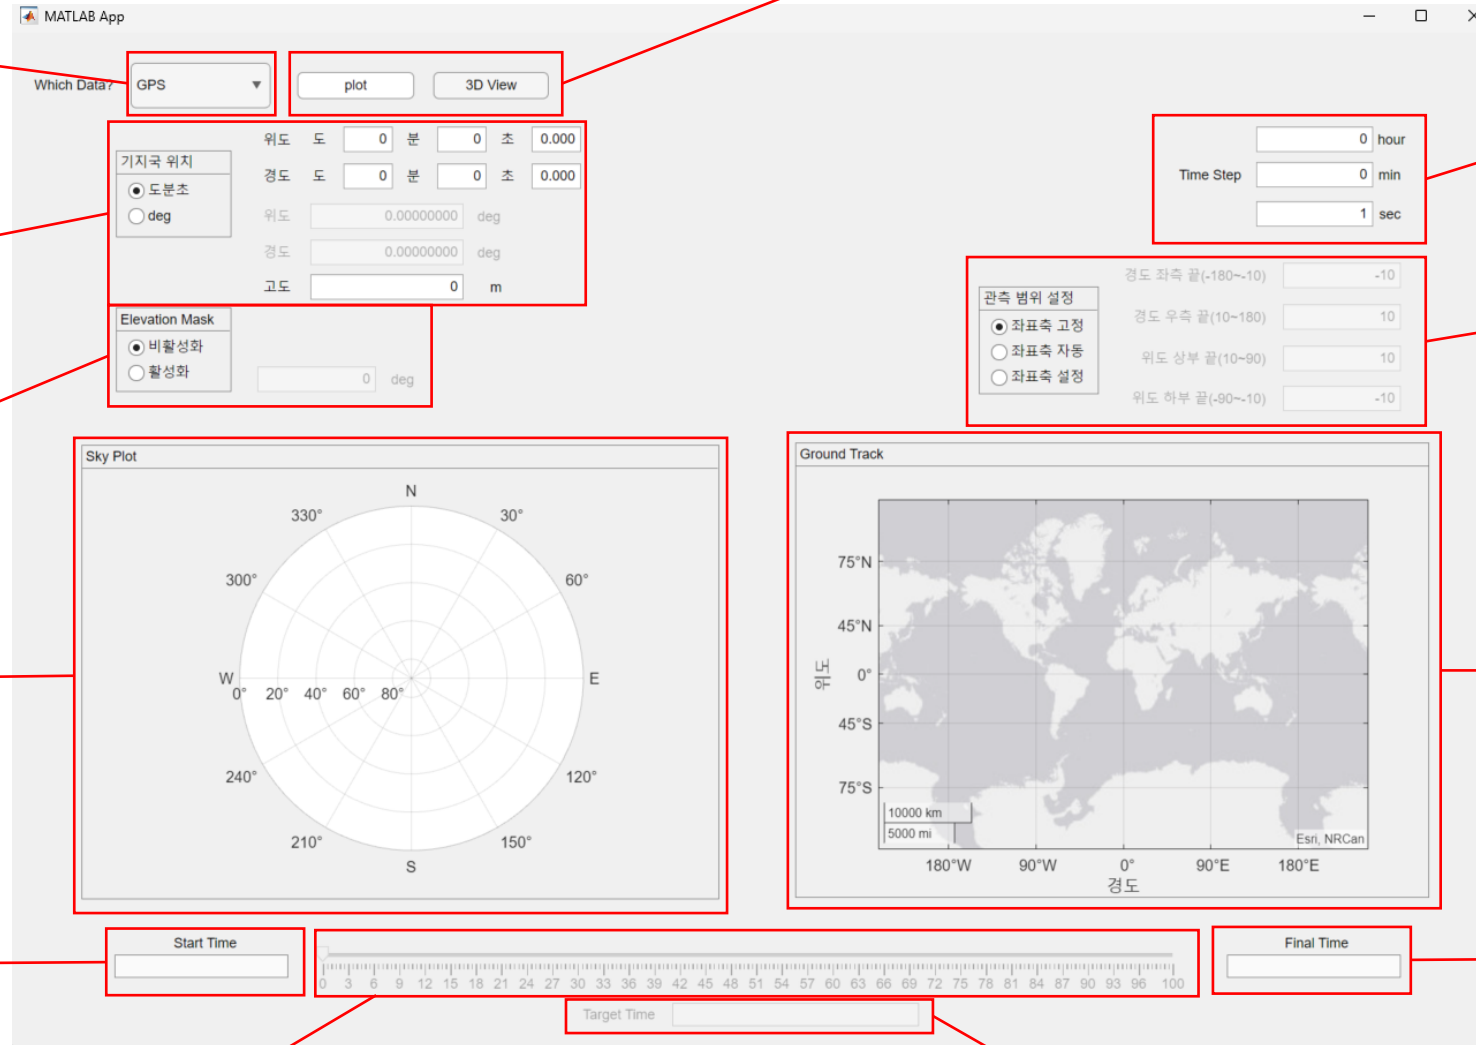 MATLAB App
Which Data? GPS plot 3D View
기지국 위치
도분초
deg
위도 도 0 분 0 초 0.000
경도 도 0 분 0 초 0.000
위도 0.00000000 deg
경도 0.00000000 deg
고도 0 m
0 hour
Time Step 0 min
1 sec
Elevation Mask
비활성화
활성화
0 deg
관측 범위 설정
좌표축 고정
좌표축 자동
좌표축 설정
경도 좌측 끝(-180~-10) -10
경도 우측 끝(10~180) 10
위도 상부 끝(10~90) 10
위도 하부 끝(-90~-10) -10
Sky Plot
N
330° 30°
300° 60°
W E
0° 20° 40° 60° 80°
240° 120°
210° 150°
S
Ground Track
75°N
45°N
위도 0°
45°S
75°S
10000 km
5000 mi
Esri, NRCan
180°W 90°W 0° 90°E 180°E
경도
Start Time
0 3 6 9 12 15 18 21 24 27 30 33 36 39 42 45 48 51 54 57 60 63 66 69 72 75 78 81 84 87 90 93 96 100
Final Time
Target Time